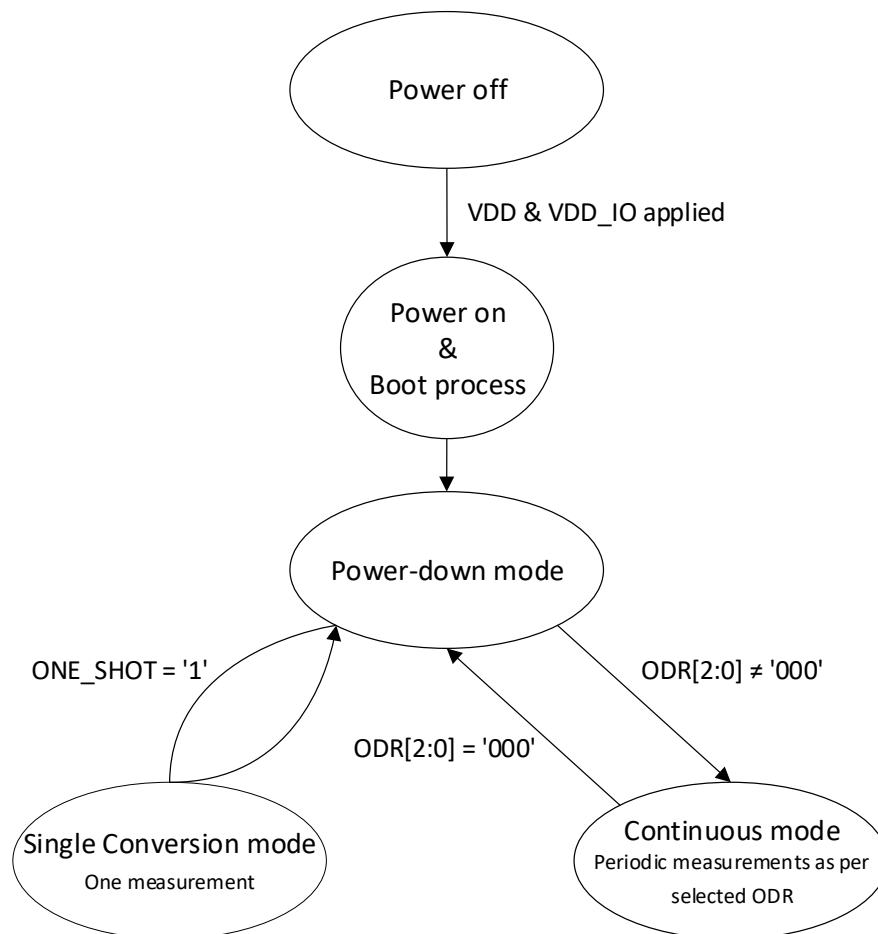 Power off
VDD & VDD_IO applied
Power on
&
Boot process
Power-down mode
ONE_SHOT = '1'
ODR[2:0] ≠ '000'
ODR[2:0] = '000'
Single Conversion mode
One measurement
Continuous mode
Periodic measurements as per
selected ODR